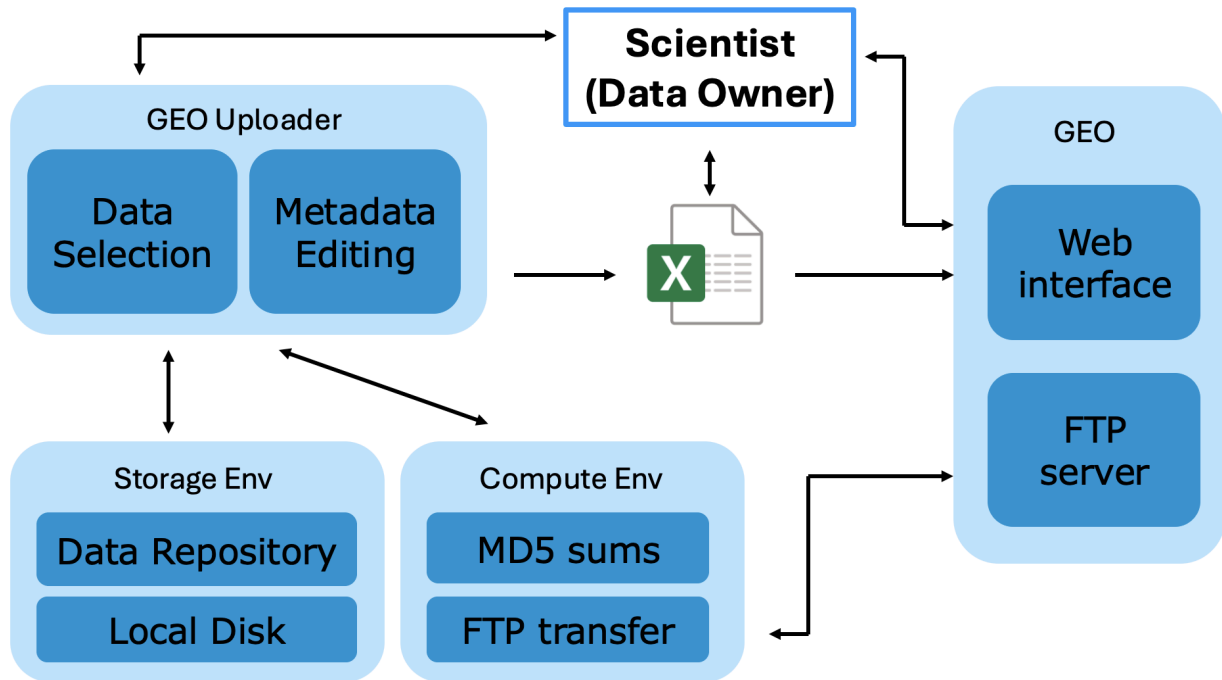 Scientist
(Data Owner)
GEO Uploader
Data
Selection
Metadata
Editing
X
GEO
Web
interface
FTP
server
Storage Env
Data Repository
Local Disk
Compute Env
MD5 sums
FTP transfer